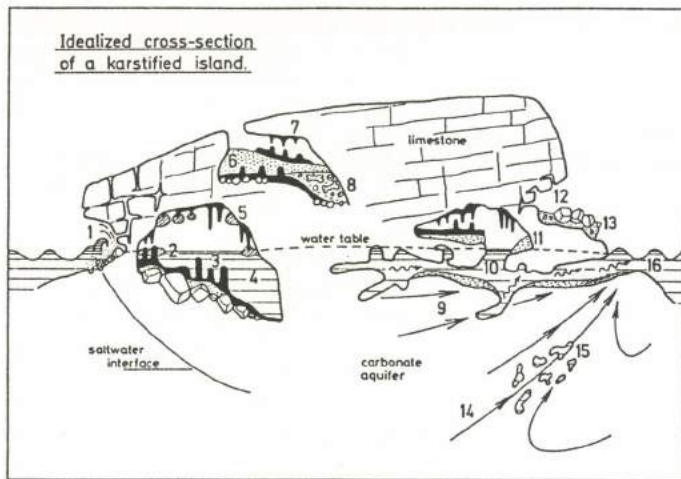 Idealized cross-section
of a karstified island.
7
limestone
6
8
5
12
1
13
water table
11
2
3
10
16
4
9
saltwater
interface
carbonate
aquifer
15
14